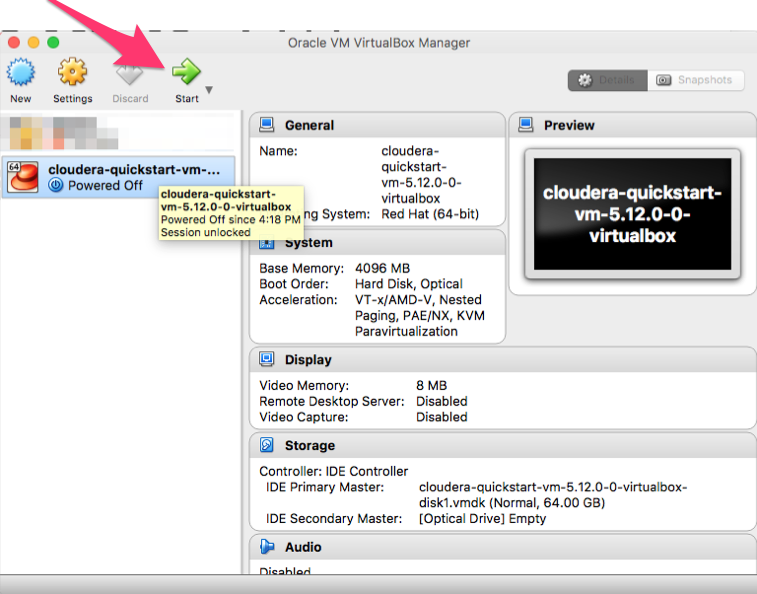 Oracle VM VirtualBox Manager
New
Settings
Discard
Start
Details
Snapshots
64
cloudera-quickstart-vm-...
Powered Off
cloudera-quickstart-
vm-5.12.0-0-virtualbox
Powered Off since 4:18 PM
Session unlocked
General
Name:
cloudera-
quickstart-
vm-5.12.0-0-
virtualbox
ng System: Red Hat (64-bit)
Preview
cloudera-quickstart-
vm-5.12.0-0-
virtualbox
System
Base Memory: 4096 MB
Boot Order: Hard Disk, Optical
Acceleration: VT-x/AMD-V, Nested
Paging, PAE/NX, KVM
Paravirtualization
Display
Video Memory: 8 MB
Remote Desktop Server: Disabled
Video Capture: Disabled
Storage
Controller: IDE Controller
IDE Primary Master: cloudera-quickstart-vm-5.12.0-0-virtualbox-
disk1.vmdk (Normal, 64.00 GB)
IDE Secondary Master: [Optical Drive] Empty
Audio
Disabled